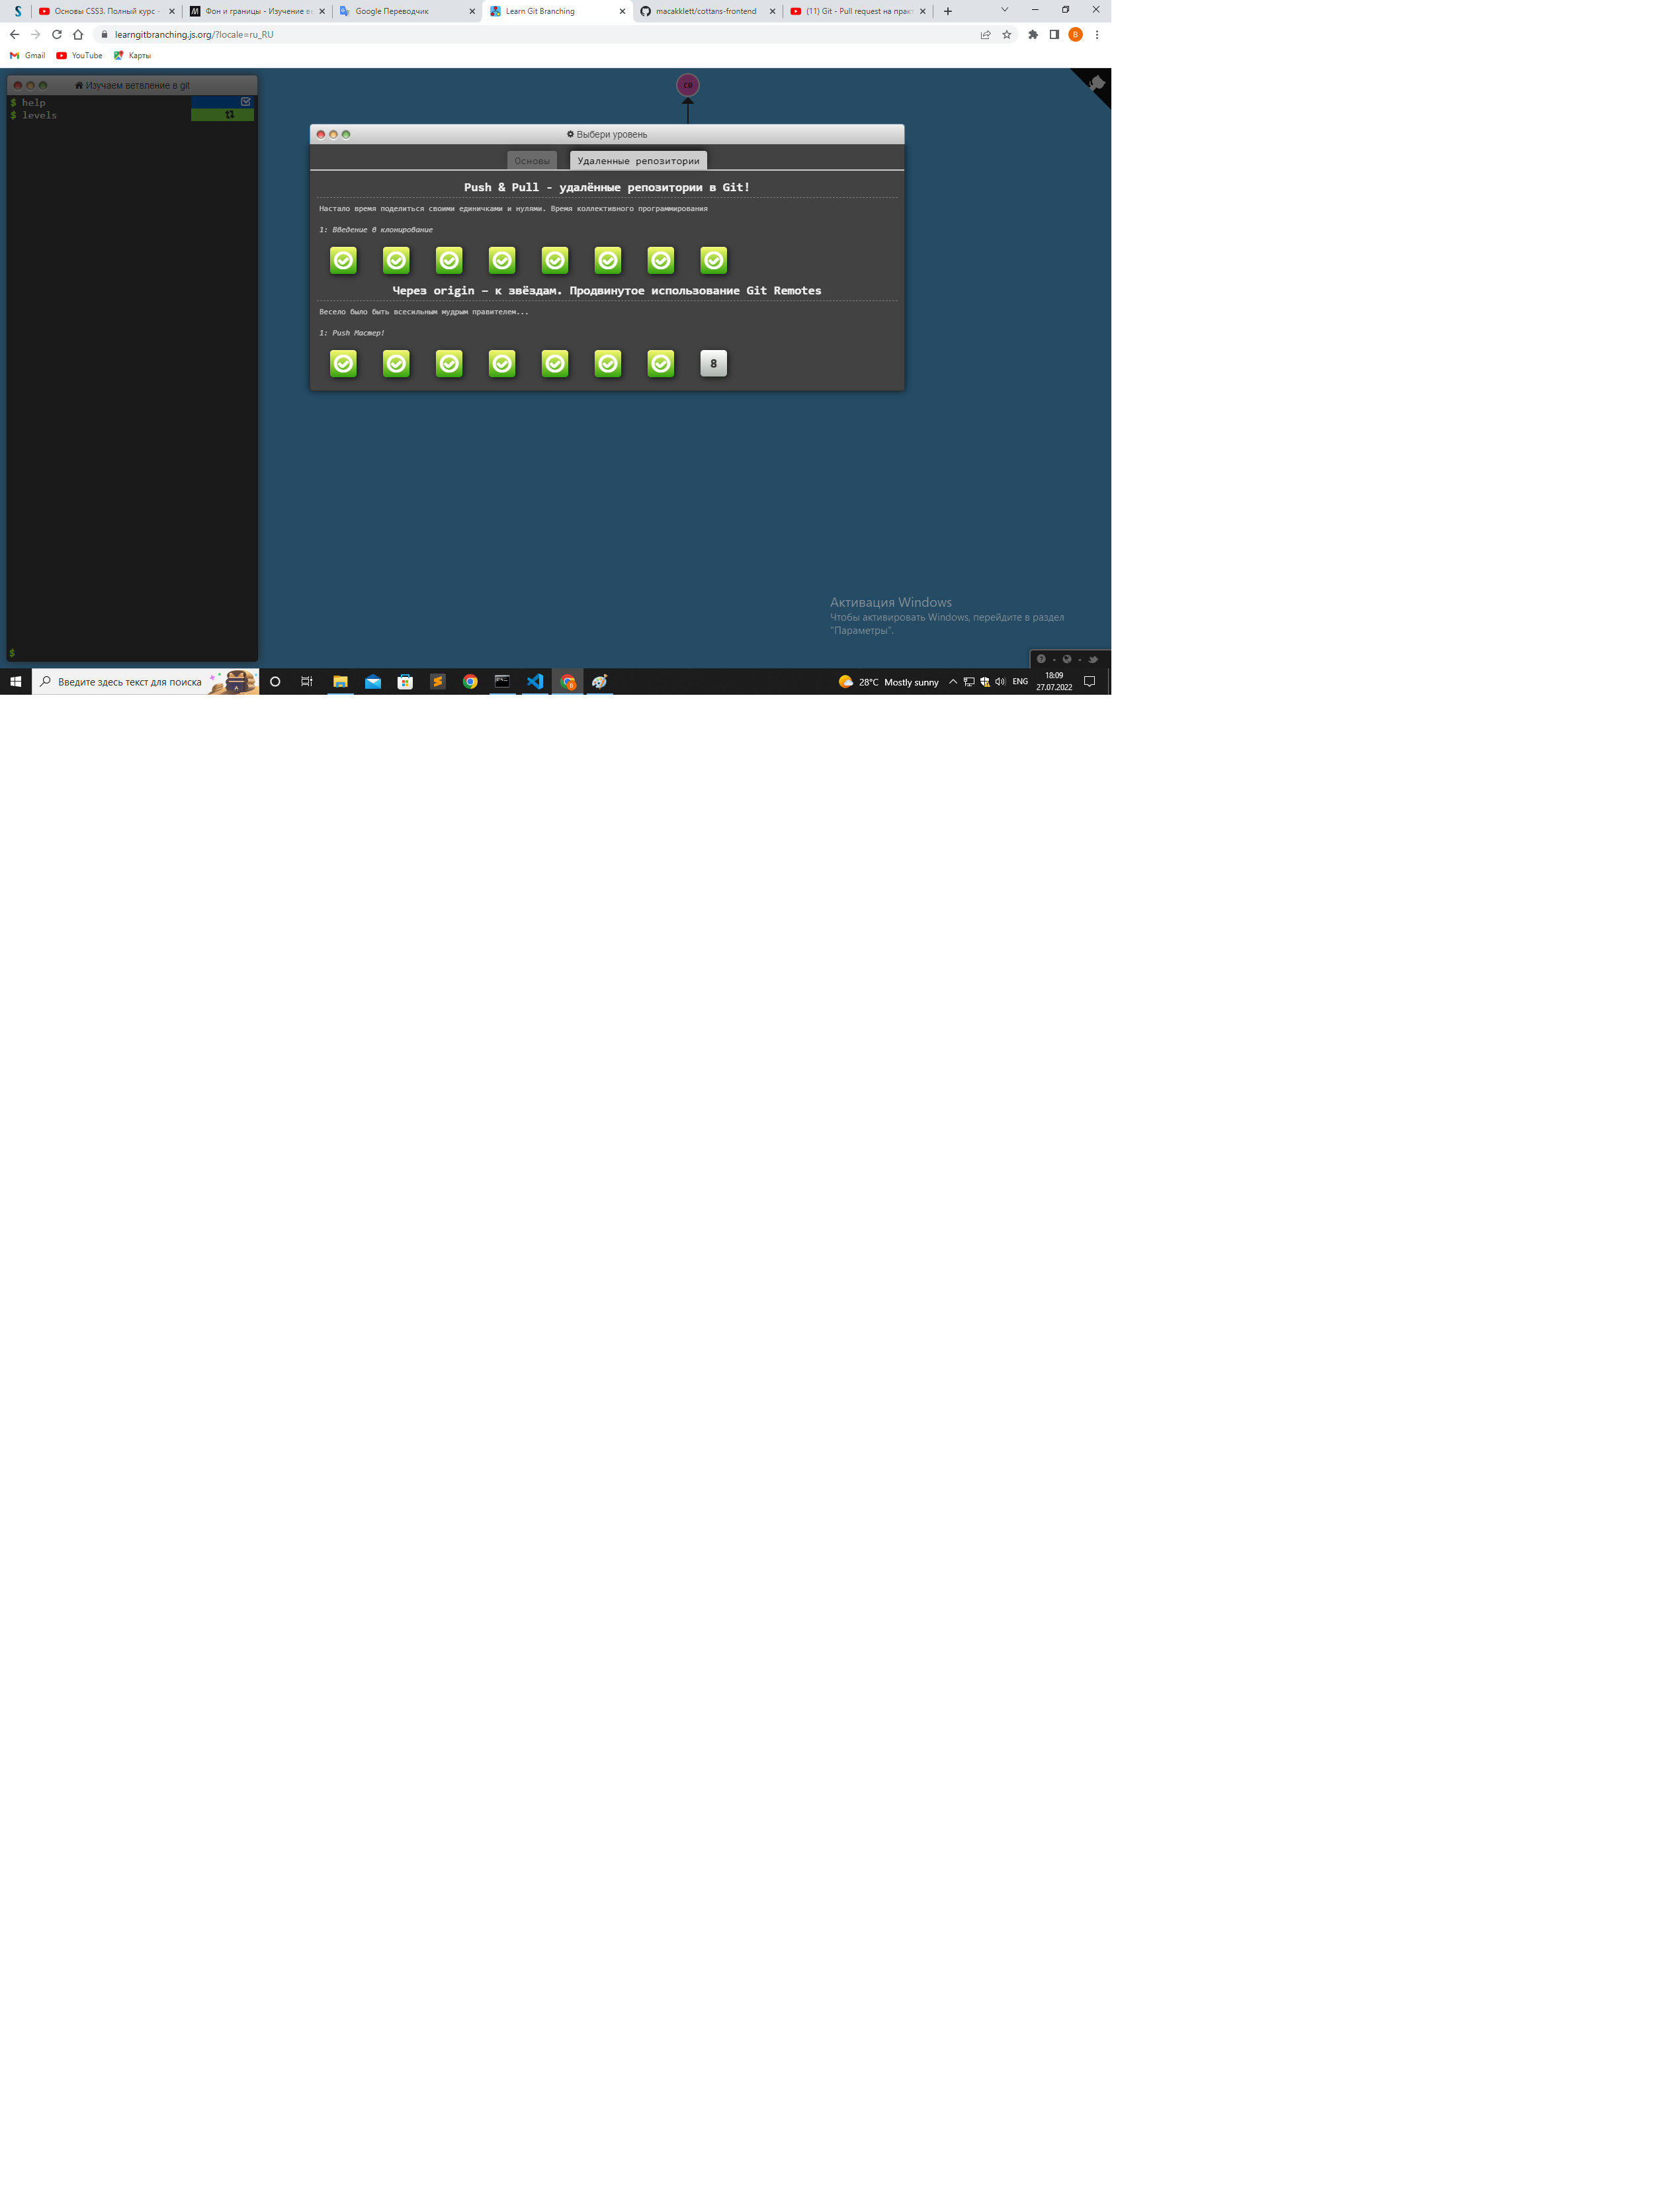 Основы CSS3. Полный курс -
Фон и границы - Изучение ве
Google Переводчик
Learn Git Branching
macakklett/cottans-frontend
(11) Git - Pull request на практ
learngitbranching.js.org/?locale=ru_RU
В
Gmail
YouTube
Карты
Изучаем ветвление в git
$ help
$ levels
$
C0
Выбери уровень
Основы
Удаленные репозитории
Push & Pull - удалённые репозитории в Git!
Настало время поделиться своими единичками и нулями. Время коллективного программирования
1: Введение в клонирование
Через origin – к звёздам. Продвинутое использование Git Remotes
Весело было быть всесильным мудрым правителем...
1: Push Мастер!
8
Активация Windows
Чтобы активировать Windows, перейдите в раздел
"Параметры".
Введите здесь текст для поиска
28°C Mostly sunny
ENG
18:09
27.07.2022